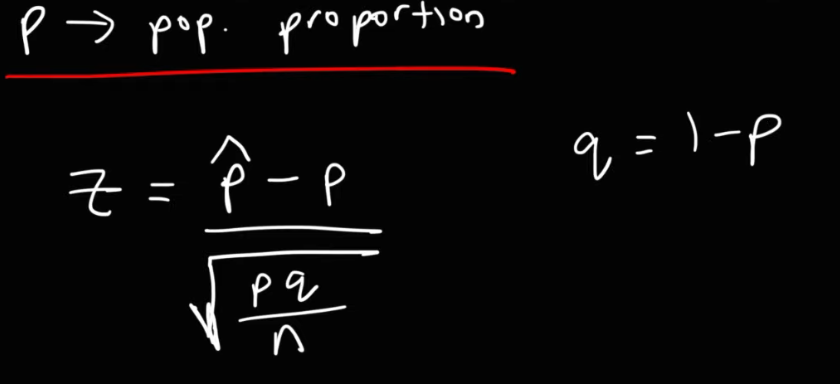 p → pop. proportion
q = 1 - p
z = p̂ - p / √(pq/n)